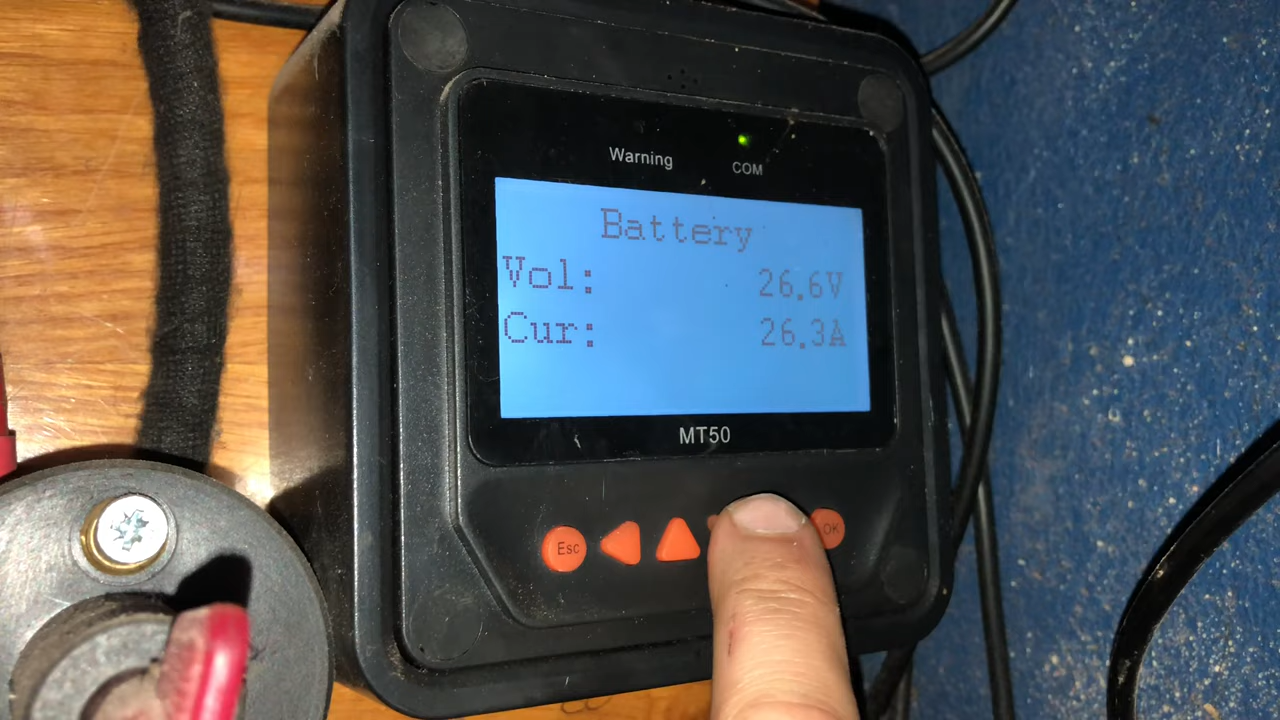 Warning
COM
Battery
Vol: 26.6V
Cur: 26.3A
MT50
Esc
OK